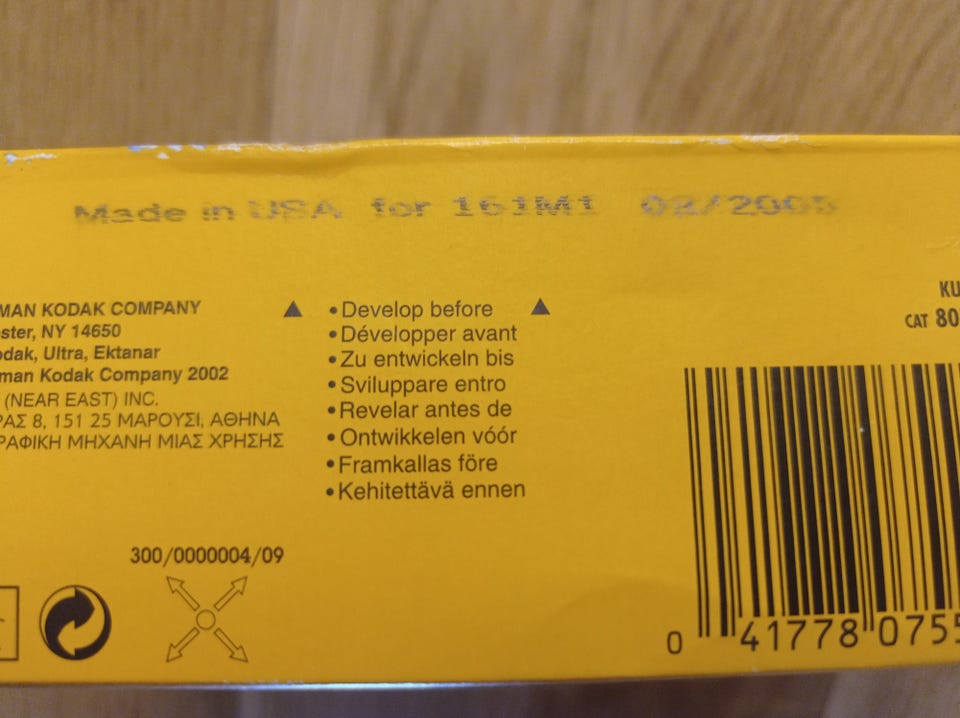 Made in USA for 161M1 08/2005
MAN KODAK COMPANY
ster, NY 14650
odak, Ultra, Ektanar
man Kodak Company 2002
(NEAR EAST) INC.
ΡΑΣ 8, 151 25 ΜΑΡΟΥΣΙ, ΑΘΗΝΑ
ΡΑΦΙΚΗ ΜΗΧΑΝΗ ΜΙΑΣ ΧΡΗΣΗΣ
• Develop before
• Développer avant
• Zu entwickeln bis
• Sviluppare entro
• Revelar antes de
• Ontwikkelen vóór
• Framkallas före
• Kehitettävä ennen
300/0000004/09
KU
CAT 80
0 41778 0755